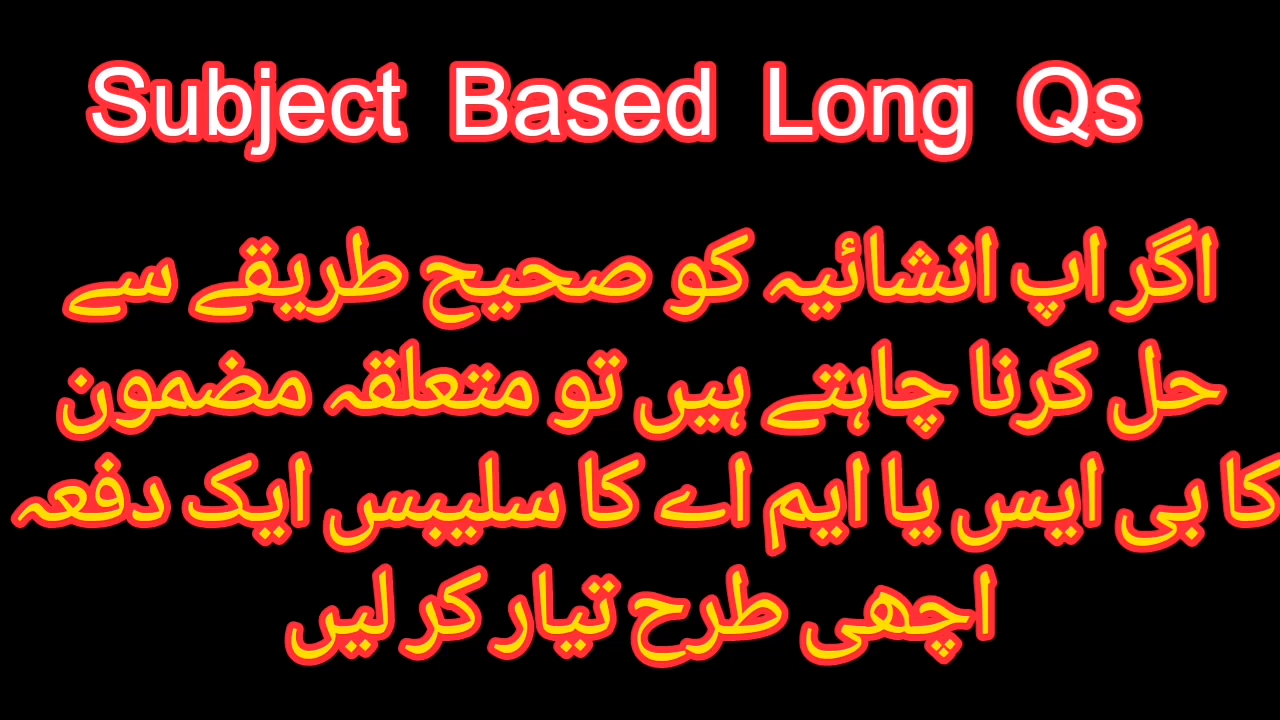 Subject Based Long Qs
اگر اپ انشائیہ کو صحیح طریقے سے
حل کرنا چاہتے ہیں تو متعلقہ مضمون
کا بی ایس یا ایم اے کا سلیبس ایک دفعہ
اچھی طرح تیار کر لیں